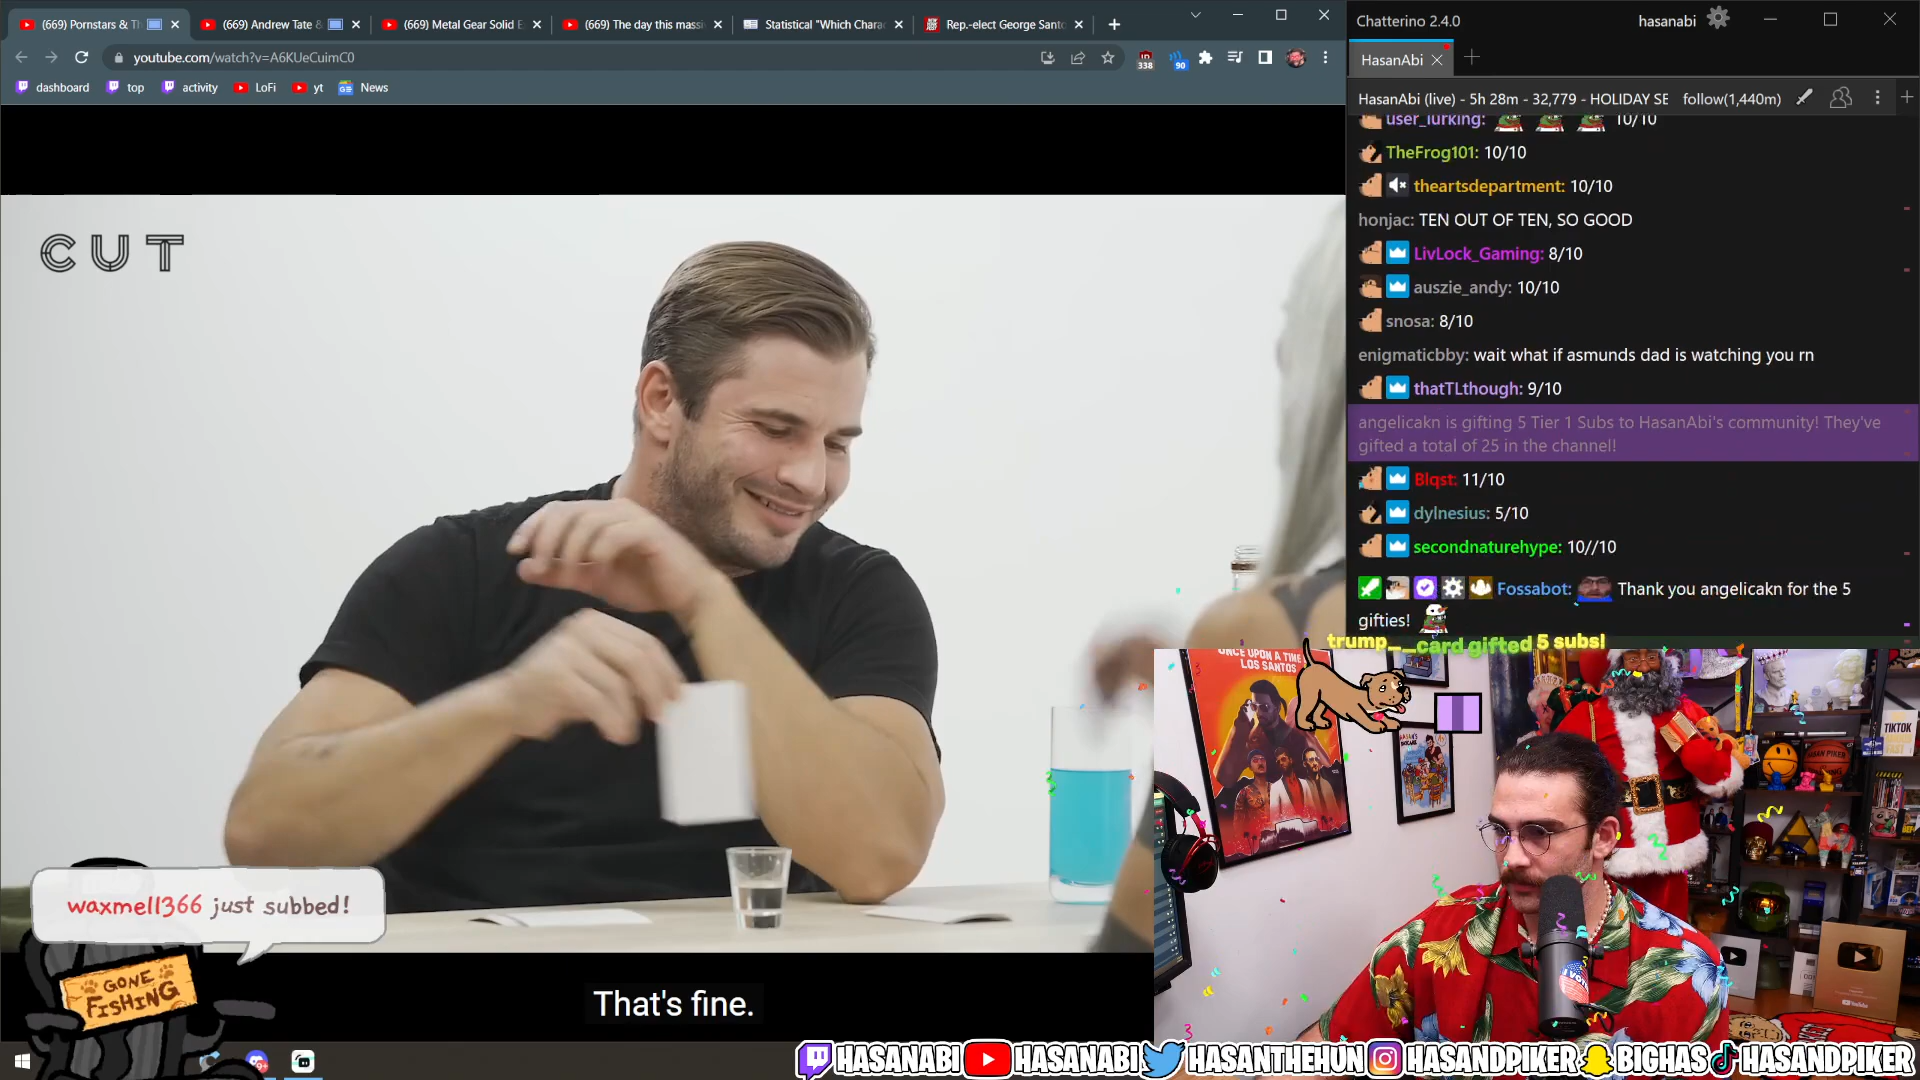 (669) Pornstars & Th
(669) Andrew Tate &
(669) Metal Gear Solid E
(669) The day this massi
Statistical "Which Chara
Rep.-elect George Santo
youtube.com/watch?v=A6KUeCuimC0
338
90
dashboard
top
activity
LoFi
yt
News
CUT
That's fine.
waxmell366 just subbed!
GONE
FISHING
Chatterino 2.4.0
hasanabi
HasanAbi
HasanAbi (live) - 5h 28m - 32,779 - HOLIDAY SE
follow(1,440m)
user_lurking: 10/10
TheFrog101: 10/10
theartsdepartment: 10/10
honjac: TEN OUT OF TEN, SO GOOD
LivLock_Gaming: 8/10
auszie_andy: 10/10
snosa: 8/10
enigmaticbby: wait what if asmunds dad is watching you rn
thatTLthough: 9/10
angelicakn is gifting 5 Tier 1 Subs to HasanAbi's community! They've
gifted a total of 25 in the channel!
Blqst: 11/10
dylnesius: 5/10
secondnaturehype: 10//10
Fossabot: Thank you angelicakn for the 5
gifties!
trump__card gifted 5 subs!
ONCE UPON A TIME
LOS SANTOS
TIKTOK
HASAN PIKER
I VOTED
HASANABI
HASANABI
HASANTHEHUN
HASANDPIKER
BIGHAS
HASANDPIKER